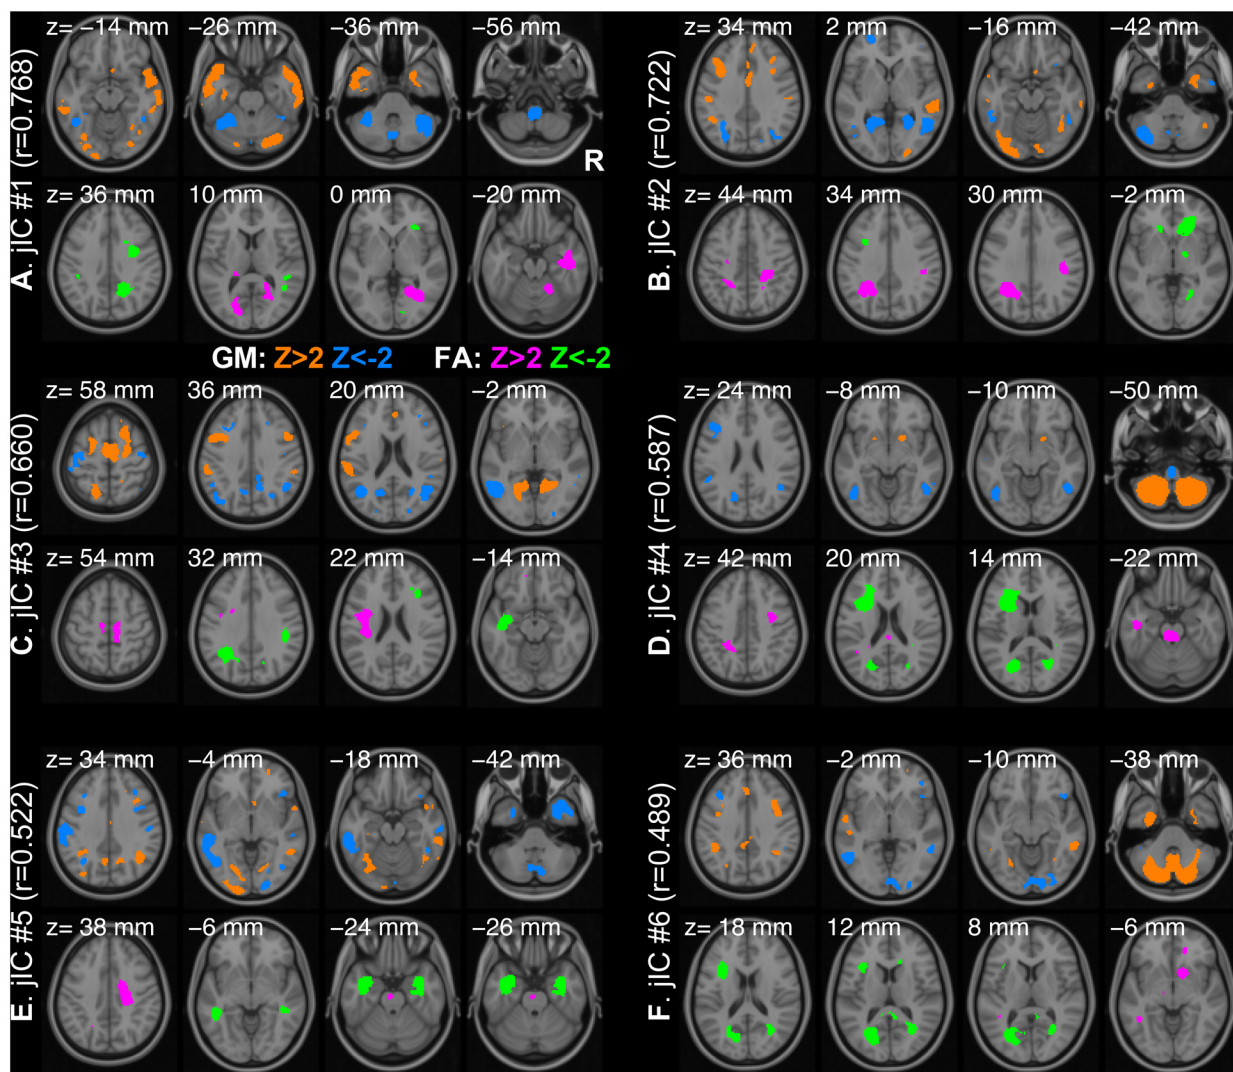 A. jIC #1 (r=0.768)
z= −14 mm −26 mm −36 mm −56 mm
R
z= 36 mm 10 mm 0 mm −20 mm
B. jIC #2 (r=0.722)
z= 34 mm 2 mm −16 mm −42 mm
z= 44 mm 34 mm 30 mm −2 mm
GM: Z>2 Z<-2 FA: Z>2 Z<-2
C. jIC #3 (r=0.660)
z= 58 mm 36 mm 20 mm −2 mm
z= 54 mm 32 mm 22 mm −14 mm
D. jIC #4 (r=0.587)
z= 24 mm −8 mm −10 mm −50 mm
z= 42 mm 20 mm 14 mm −22 mm
E. jIC #5 (r=0.522)
z= 34 mm −4 mm −18 mm −42 mm
z= 38 mm −6 mm −24 mm −26 mm
F. jIC #6 (r=0.489)
z= 36 mm −2 mm −10 mm −38 mm
z= 18 mm 12 mm 8 mm −6 mm